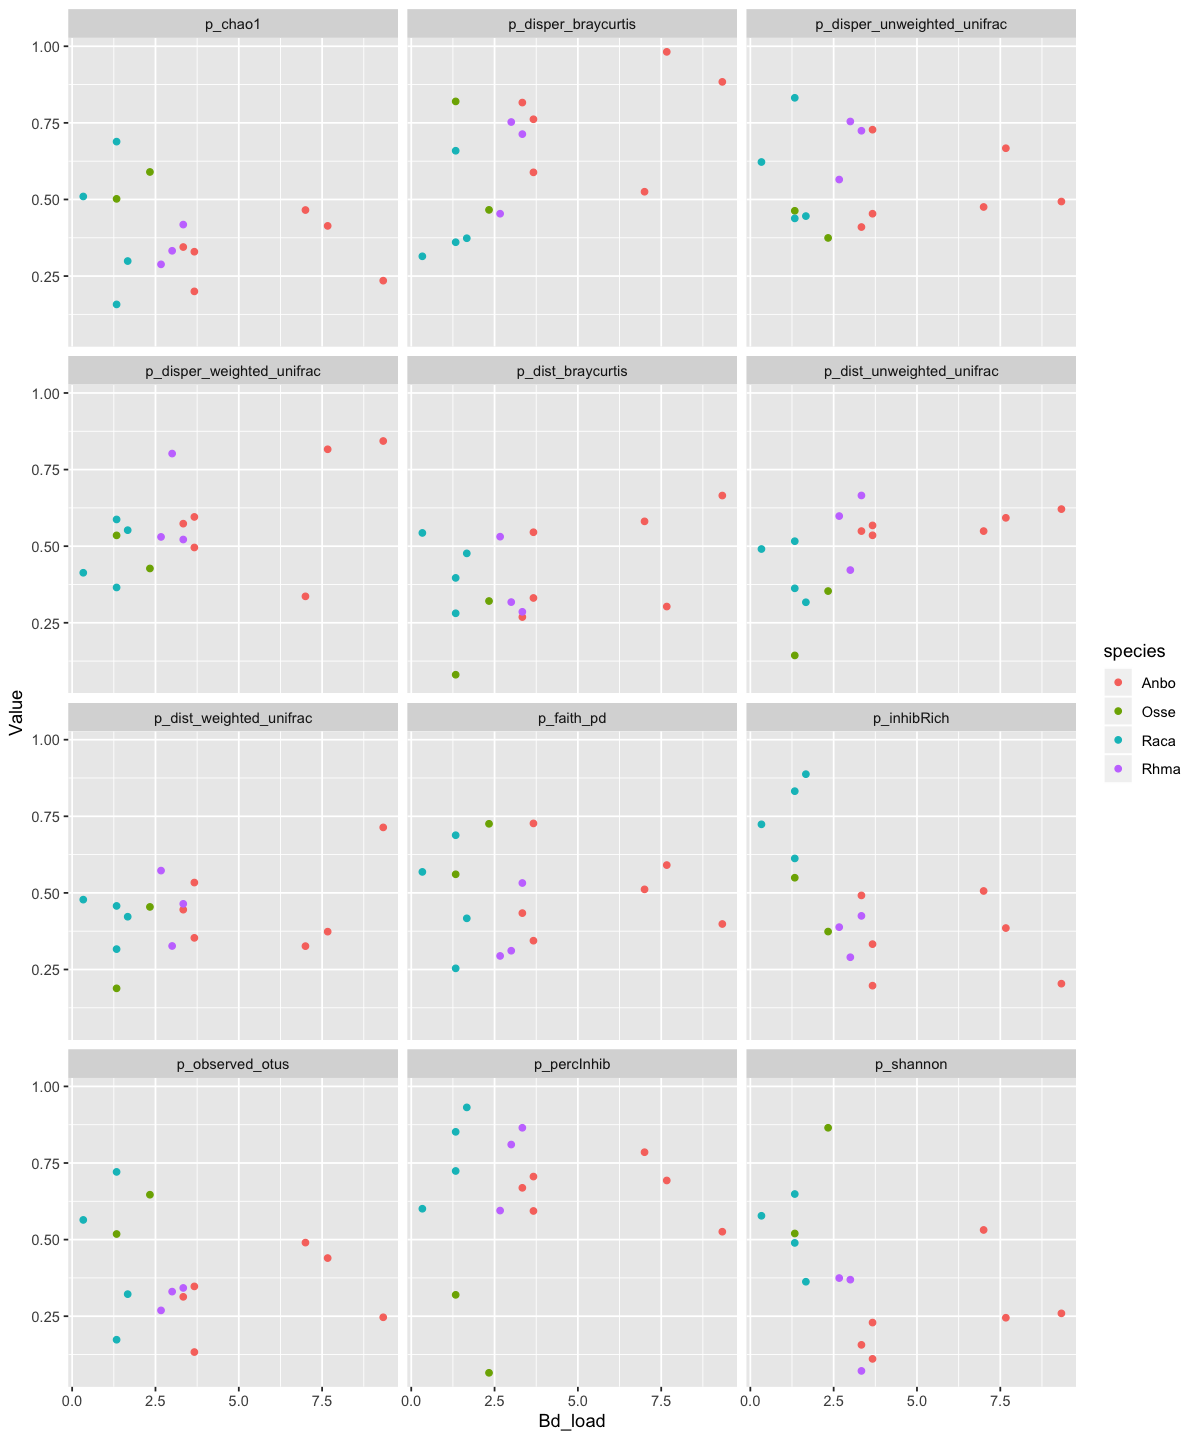 p_chao1 p_disper_braycurtis p_disper_unweighted_unifrac
1.00
0.75
0.50
0.25
p_disper_weighted_unifrac p_dist_braycurtis p_dist_unweighted_unifrac
1.00
0.75
0.50
0.25
p_dist_weighted_unifrac p_faith_pd p_inhibRich
1.00
0.75
0.50
0.25
p_observed_otus p_percInhib p_shannon
1.00
0.75
0.50
0.25
0.0 2.5 5.0 7.5 0.0 2.5 5.0 7.5 0.0 2.5 5.0 7.5
Bd_load
Value
species
Anbo
Osse
Raca
Rhma